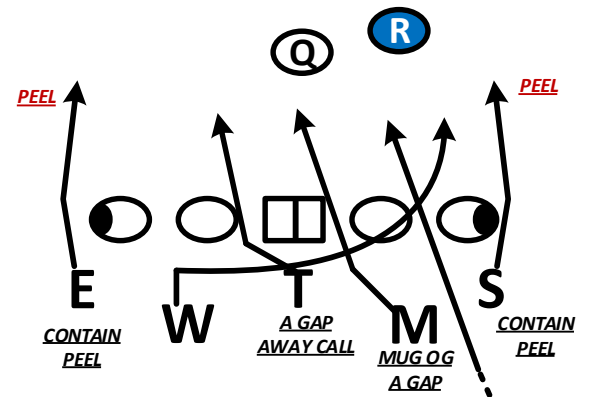 R
Q
PEEL
PEEL
E
T
S
W
M
CONTAIN
PEEL
A GAP
AWAY CALL
MUG OG
A GAP
CONTAIN
PEEL